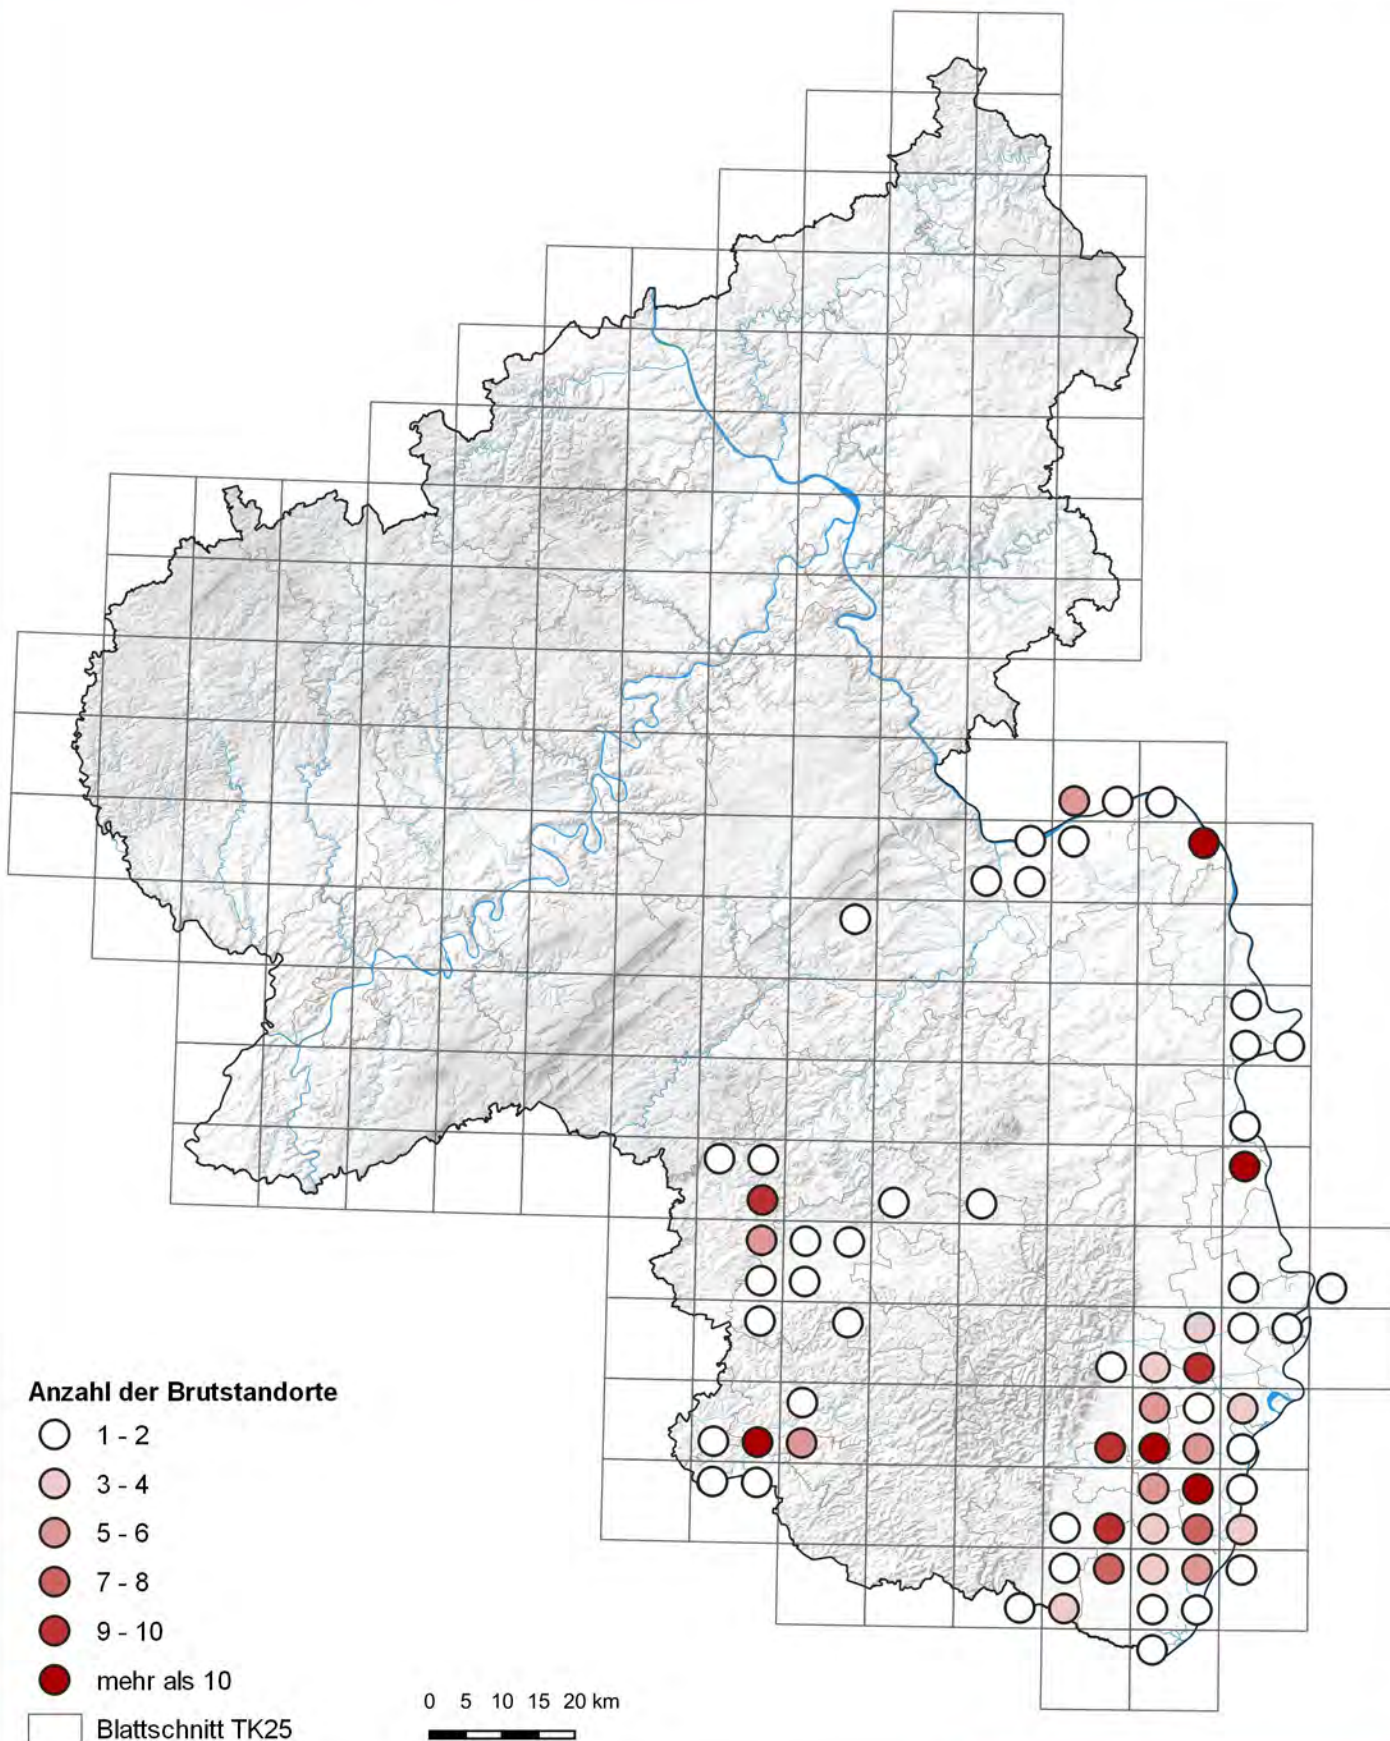 Anzahl der Brutstandorte
1 - 2
3 - 4
5 - 6
7 - 8
9 - 10
mehr als 10
Blattschnitt TK25
0 5 10 15 20 km